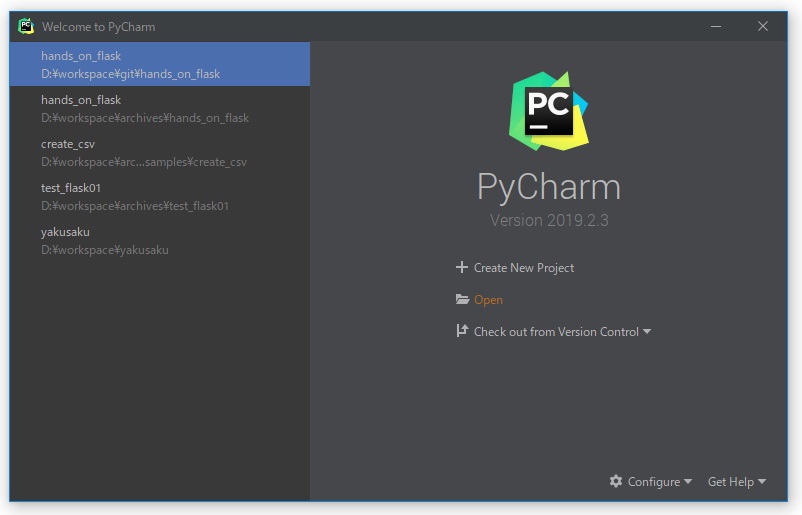 Welcome to PyCharm
hands_on_flask
D:¥workspace¥git¥hands_on_flask
hands_on_flask
D:¥workspace¥archives¥hands_on_flask
create_csv
D:¥workspace¥arc...samples¥create_csv
test_flask01
D:¥workspace¥archives¥test_flask01
yakusaku
D:¥workspace¥yakusaku
PC
PyCharm
Version 2019.2.3
Create New Project
Open
Check out from Version Control
Configure
Get Help